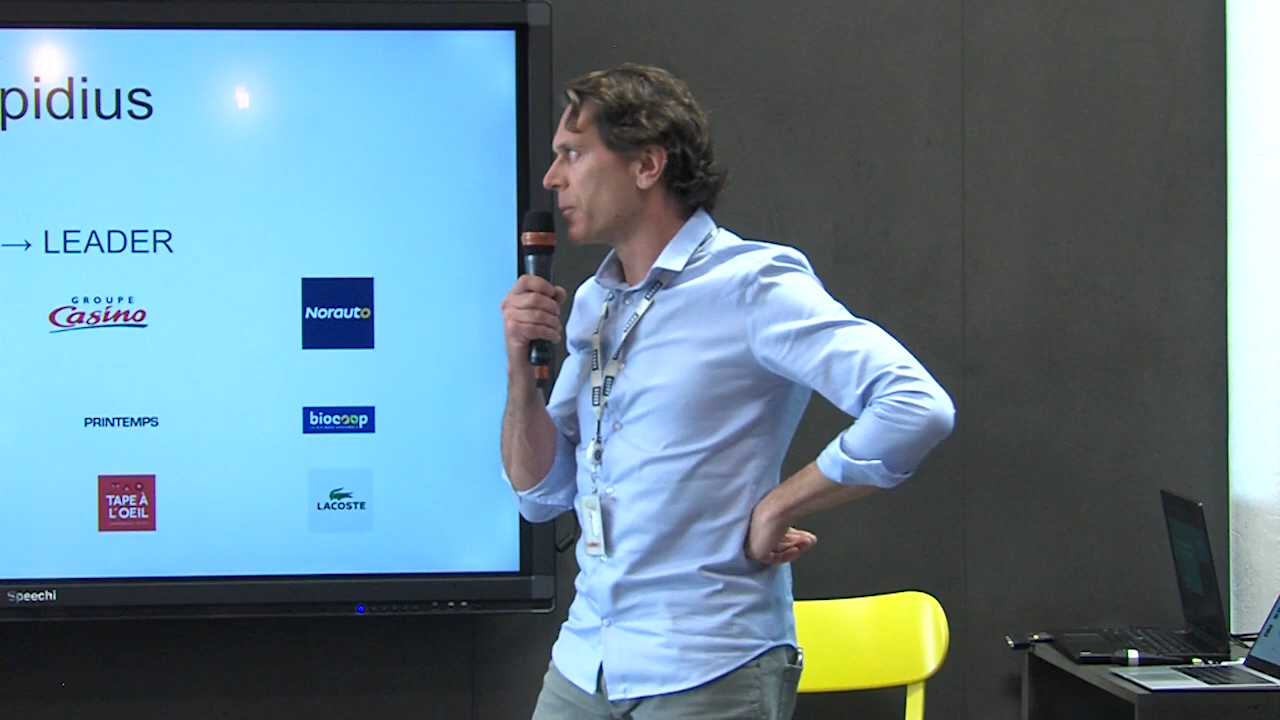 pidius
→ LEADER
GROUPE
Casino
Norauto
PRINTEMPS
biocoop
TAPE À
L'OEIL
LACOSTE
Speechi